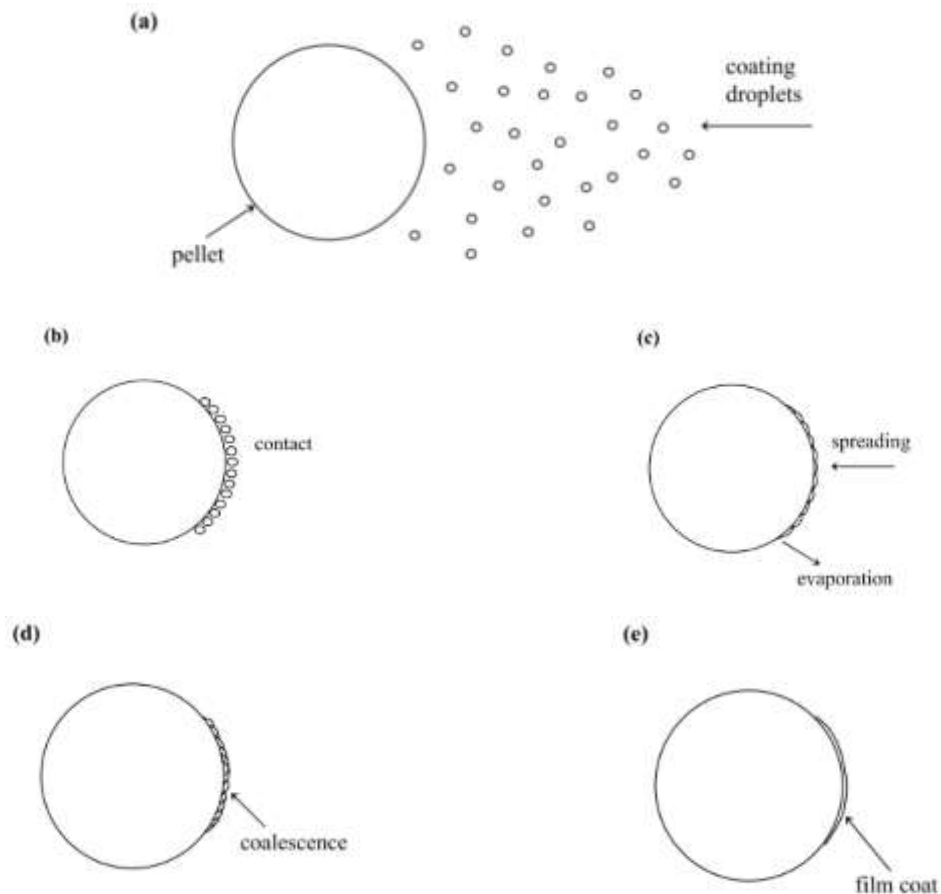 (a)
coating
droplets
pellet
(b)
contact
(c)
spreading
evaporation
(d)
coalescence
(e)
film coat